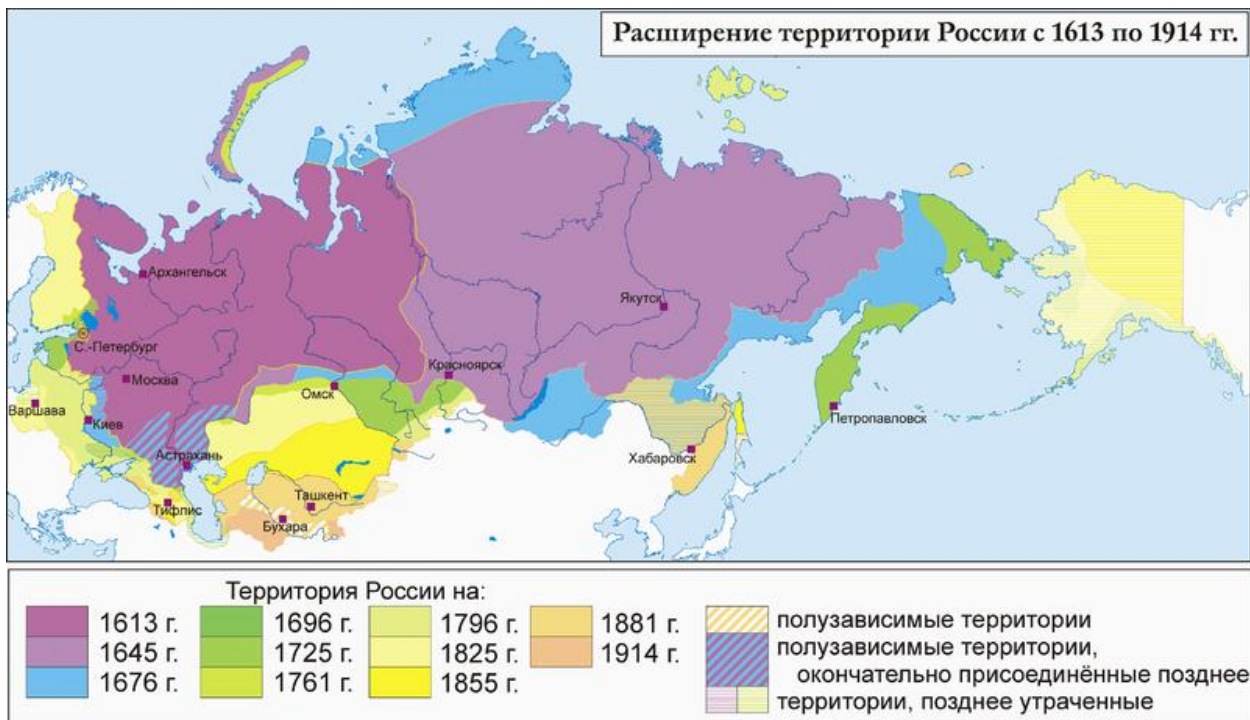 Расширение территории России с 1613 по 1914 гг.
Архангельск
Якутск
С.-Петербург
Красноярск
Москва
Омск
Варшава
Киев
Петропавловск
Астрахань
Хабаровск
Ташкент
Тифлис
Бухара
Территория России на:
1613 г.
1645 г.
1676 г.
1696 г.
1725 г.
1761 г.
1796 г.
1825 г.
1855 г.
1881 г.
1914 г.
полузависимые территории
полузависимые территории,
окончательно присоединённые позднее
территории, позднее утраченные